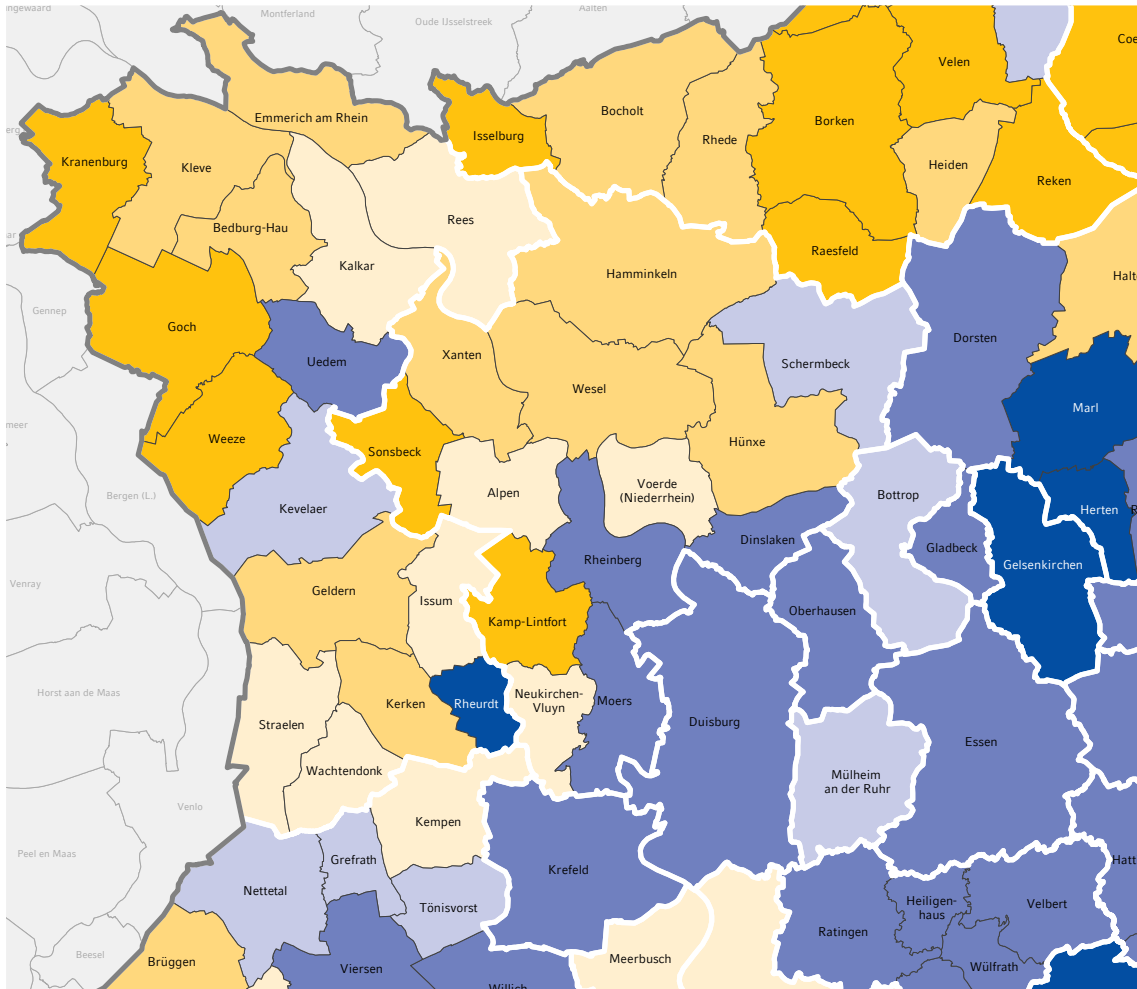 Montferland
Oude IJsselstreek
Aalten
Coe
Velen
Bocholt
Emmerich am Rhein
Borken
Isselburg
Rhede
Kranenburg
Kleve
Heiden
Reken
Rees
Bedburg-Hau
Raesfeld
Kalkar
Hamminkeln
Halt
Gennep
Goch
Dorsten
Xanten
Uedem
Schermbeck
Wesel
Marl
meer
Weeze
Hünxe
Sonsbeck
Voerde
(Niederrhein)
Alpen
Bergen (L.)
Bottrop
Kevelaer
Herten
R
Dinslaken
Gladbeck
Rheinberg
Gelsenkirchen
Venray
Geldern
Issum
Oberhausen
Kamp-Lintfort
Horst aan de Maas
Neukirchen-
Vluyn
Moers
Kerken
Rheurdt
Straelen
Duisburg
Essen
Wachtendonk
Mülheim
an der Ruhr
Venlo
Kempen
Peel en Maas
Grefrath
Hatt
Krefeld
Nettetal
Heiligen-
haus
Velbert
Tönisvorst
Ratingen
Beesel
Brüggen
Meerbusch
Viersen
Wülfrath
Willich